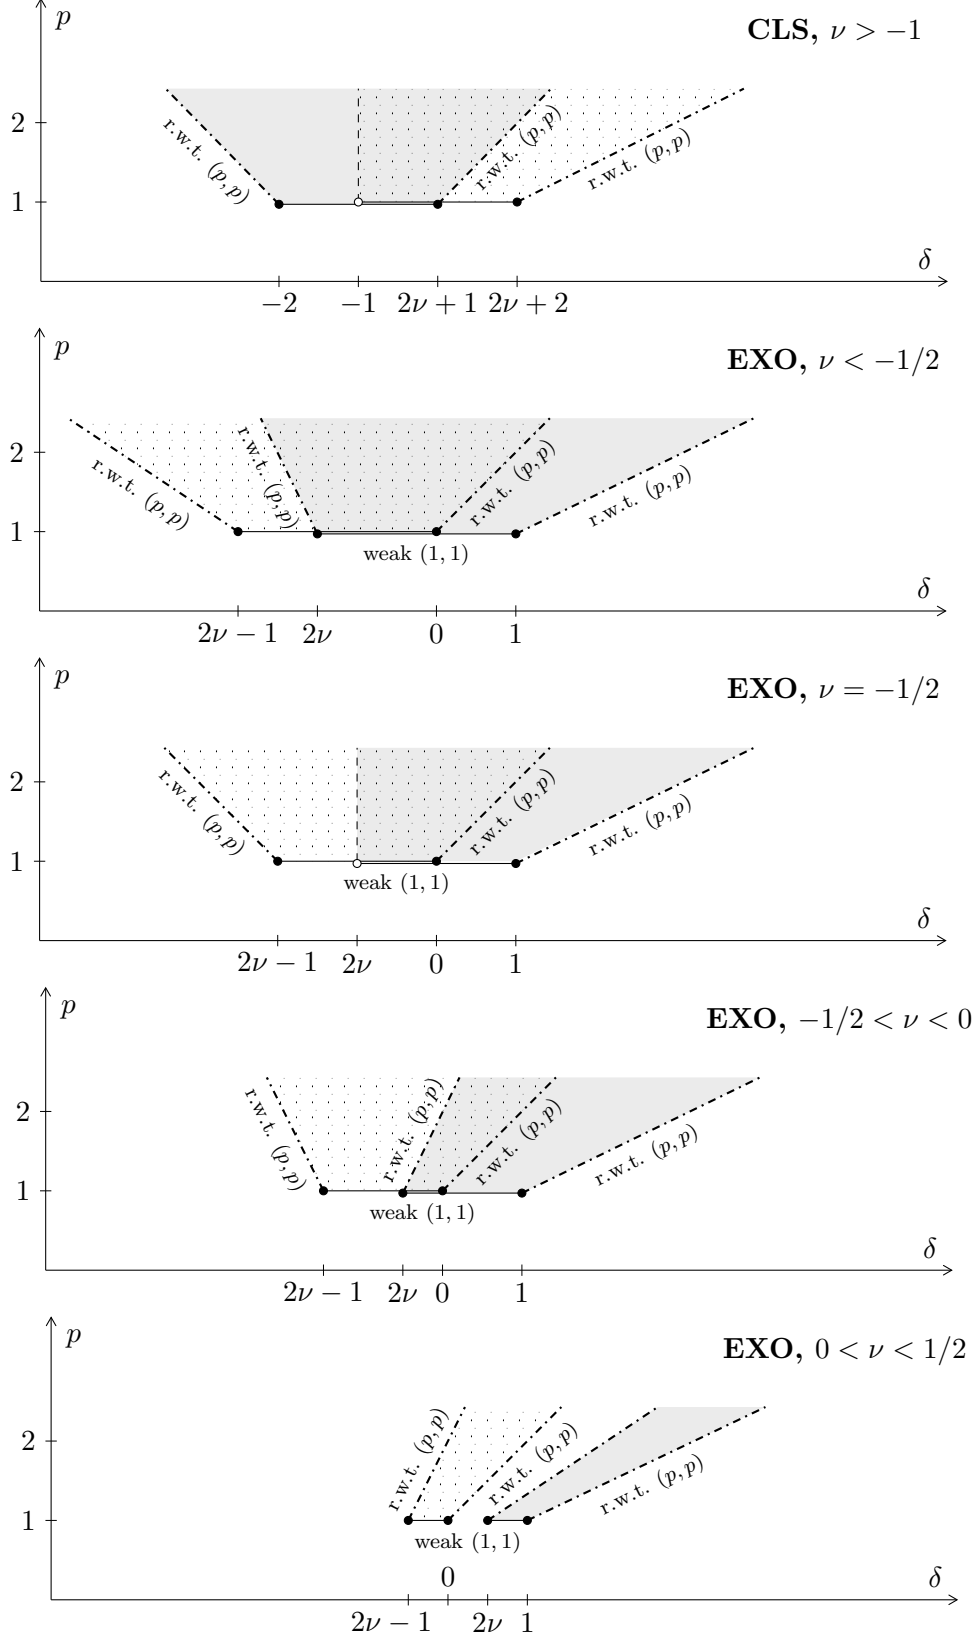 p
CLS, ν > −1
2
r.w.t. (p, p)
r.w.t. (p, p)
r.w.t. (p, p)
1
δ
−2 −1 2ν + 1 2ν + 2
p
EXO, ν < −1/2
2
r.w.t. (p, p)
r.w.t. (p, p)
r.w.t. (p, p)
r.w.t. (p, p)
1
weak (1, 1)
δ
2ν − 1 2ν 0 1
p
EXO, ν = −1/2
2
r.w.t. (p, p)
r.w.t. (p, p)
r.w.t. (p, p)
1
weak (1, 1)
δ
2ν − 1 2ν 0 1
p
EXO, −1/2 < ν < 0
2
r.w.t. (p, p)
r.w.t. (p, p)
r.w.t. (p, p)
r.w.t. (p, p)
1
weak (1, 1)
δ
2ν − 1 2ν 0 1
p
EXO, 0 < ν < 1/2
2
r.w.t. (p, p)
r.w.t. (p, p)
r.w.t. (p, p)
1
weak (1, 1)
0
δ
2ν − 1 2ν 1